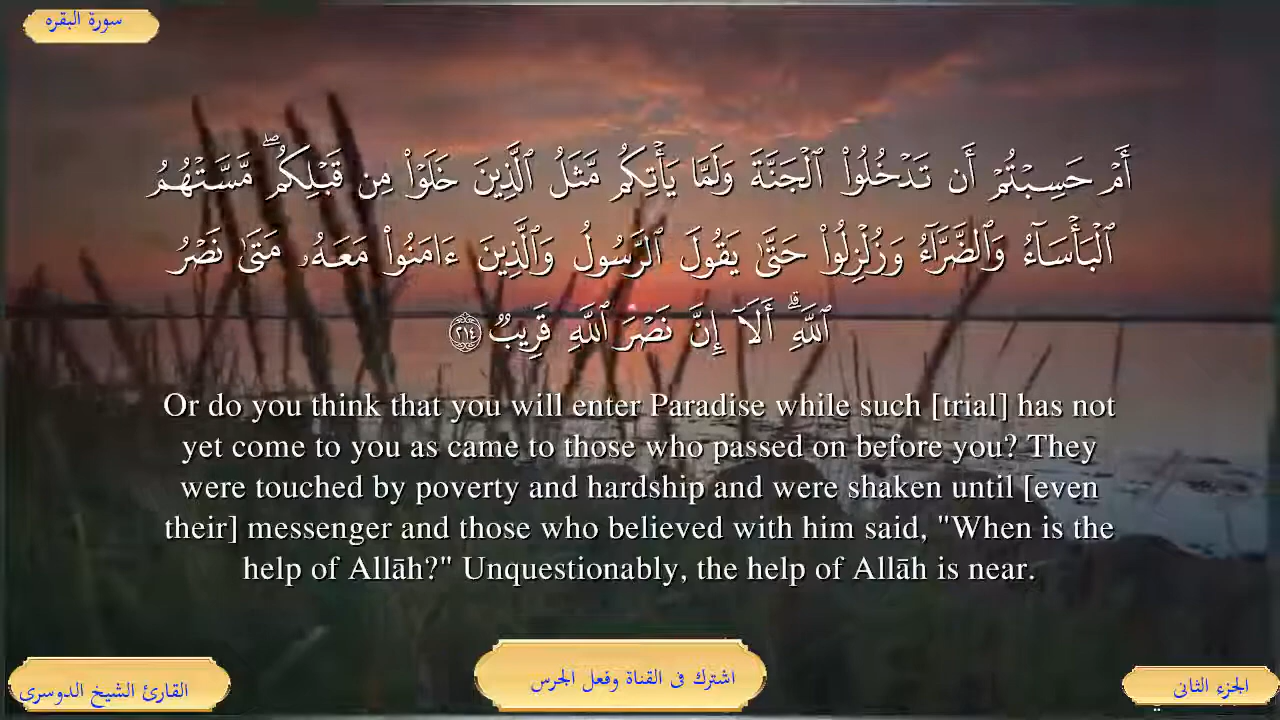 سورة البقره
أَمْ حَسِبْتُمْ أَن تَدْخُلُوا۟ ٱلْجَنَّةَ وَلَمَّا يَأْتِكُم مَّثَلُ ٱلَّذِينَ خَلَوْا۟ مِن قَبْلِكُم ۖ مَّسَّتْهُمُ
ٱلْبَأْسَآءُ وَٱلضَّرَّآءُ وَزُلْزِلُوا۟ حَتَّىٰ يَقُولَ ٱلرَّسُولُ وَٱلَّذِينَ ءَامَنُوا۟ مَعَهُۥ مَتَىٰ نَصْرُ
ٱللَّهِ ۗ أَلَآ إِنَّ نَصْرَ ٱللَّهِ قَرِيبٌ ٢١٤
Or do you think that you will enter Paradise while such [trial] has not
yet come to you as came to those who passed on before you? They
were touched by poverty and hardship and were shaken until [even
their] messenger and those who believed with him said, "When is the
help of Allāh?" Unquestionably, the help of Allāh is near.
القارئ الشيخ الدوسرى
اشترك فى القناة وفعل الجرس
الجزء الثانى